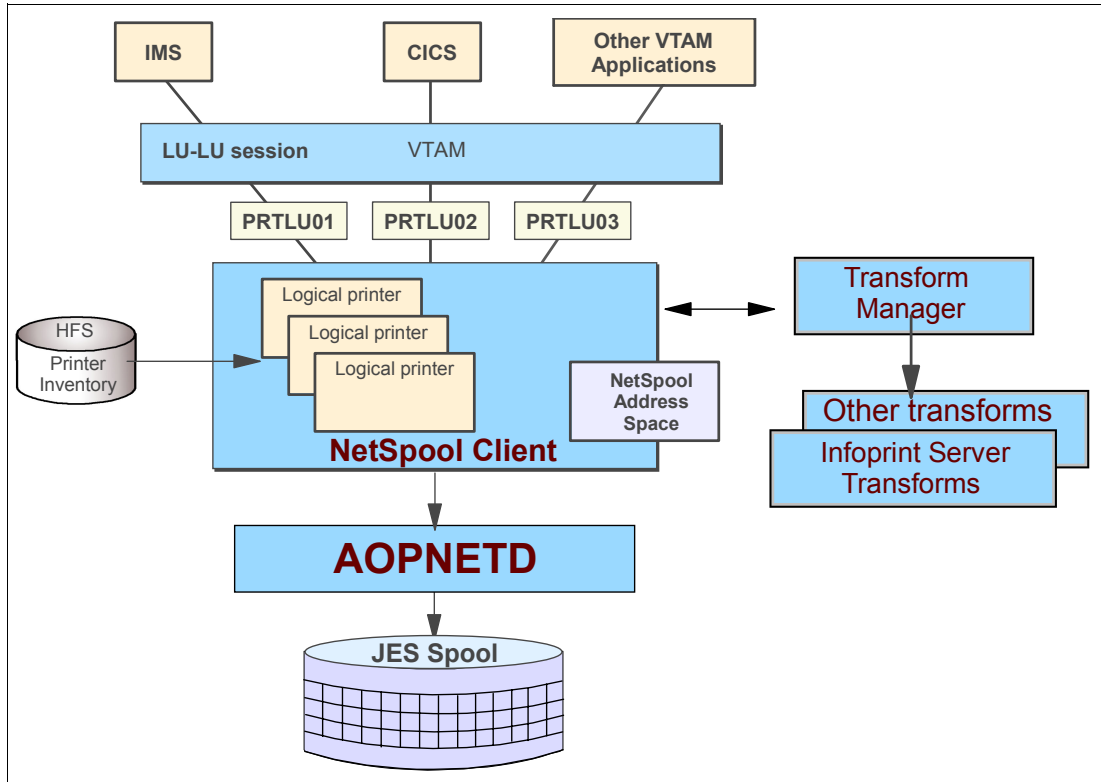 IMS
CICS
Other VTAM
Applications
LU-LU session
VTAM
PRTLU01
PRTLU02
PRTLU03
Logical printer
Logical printer
Logical printer
HFS
Printer
Inventory
NetSpool
Address
Space
NetSpool Client
Transform
Manager
Other transforms
Infoprint Server
Transforms
AOPNETD
JES Spool